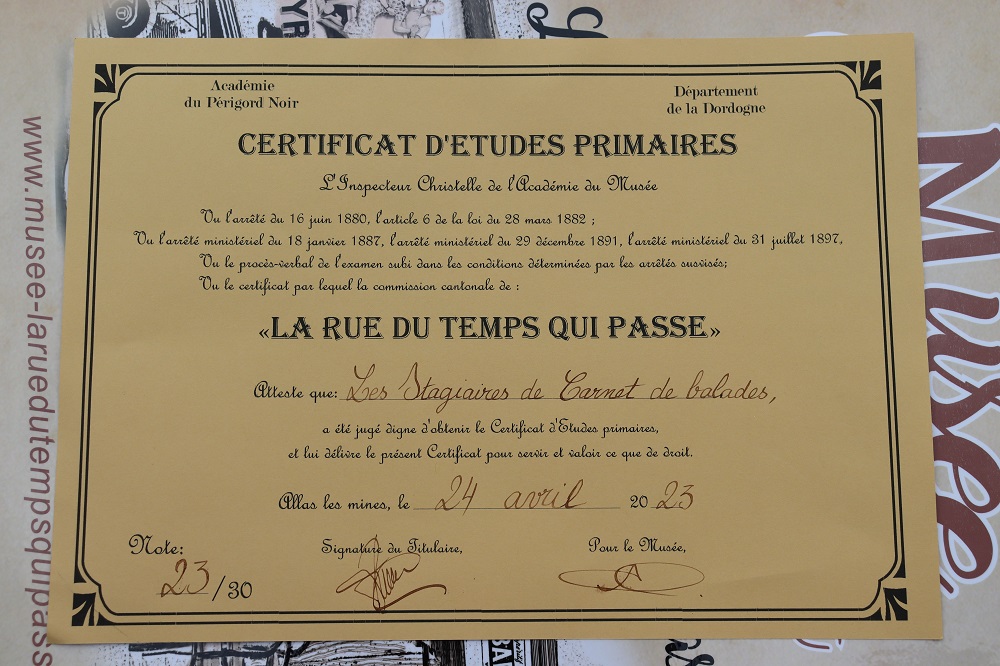 Académie
du Périgord Noir
Département
de la Dordogne
CERTIFICAT D'ETUDES PRIMAIRES
L'Inspecteur Christelle de l'Académie du Musée
Vu l'arrêté du 16 juin 1880, l'article 6 de la loi du 28 mars 1882 ;
Vu l'arrêté ministériel du 18 janvier 1887, l'arrêté ministériel du 29 décembre 1891, l'arrêté ministériel du 31 juillet 1897,
Vu le procès-verbal de l'examen subi dans les conditions déterminées par les arrêtés susvisés;
Vu le certificat par lequel la commission cantonale de :
«LA RUE DU TEMPS QUI PASSE»
Atteste que: Les Stagiaires de Carnet de balades,
a été jugé digne d'obtenir le Certificat d'Etudes primaires,
et lui délivre le présent Certificat pour servir et valoir ce que de droit.
Allas les mines, le 24 avril 20 23
Note:
23/30
Signature du Titulaire,
Pour le Musée,
www.musee-laruedutempsquipass
Musée